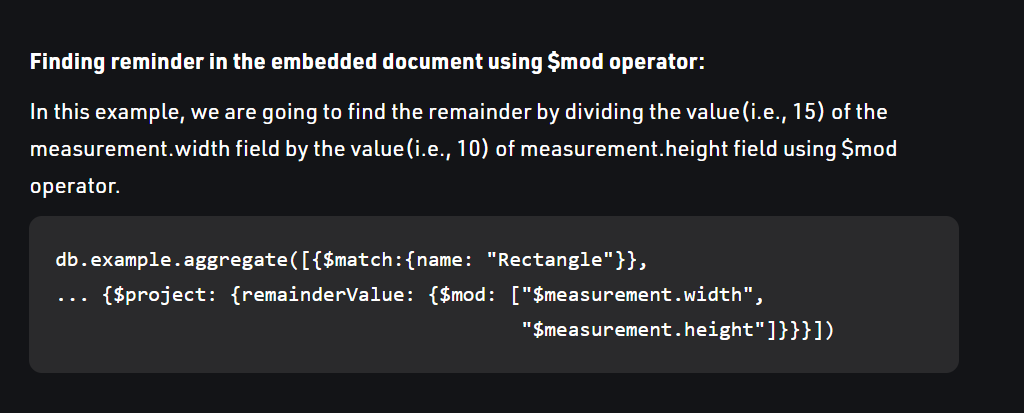 Finding reminder in the embedded document using $mod operator:
In this example, we are going to find the remainder by dividing the value(i.e., 15) of the
measurement.width field by the value(i.e., 10) of measurement.height field using $mod
operator.
db.example.aggregate([{$match:{name: "Rectangle"}},
... {$project: {remainderValue: {$mod: ["$measurement.width",
"$measurement.height"]}}}])